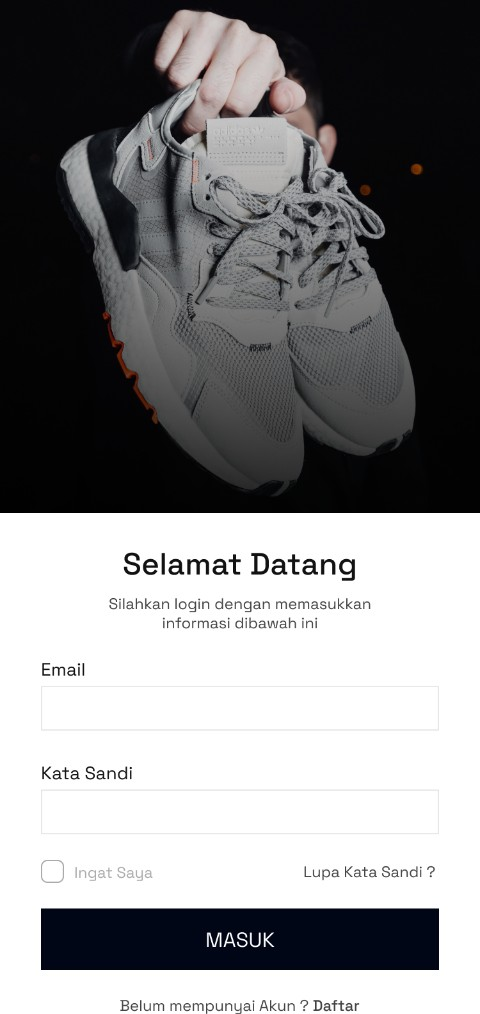 Selamat Datang
Silahkan login dengan memasukkan
informasi dibawah ini
Email
Kata Sandi
Ingat Saya
Lupa Kata Sandi ?
MASUK
Belum mempunyai Akun ? Daftar